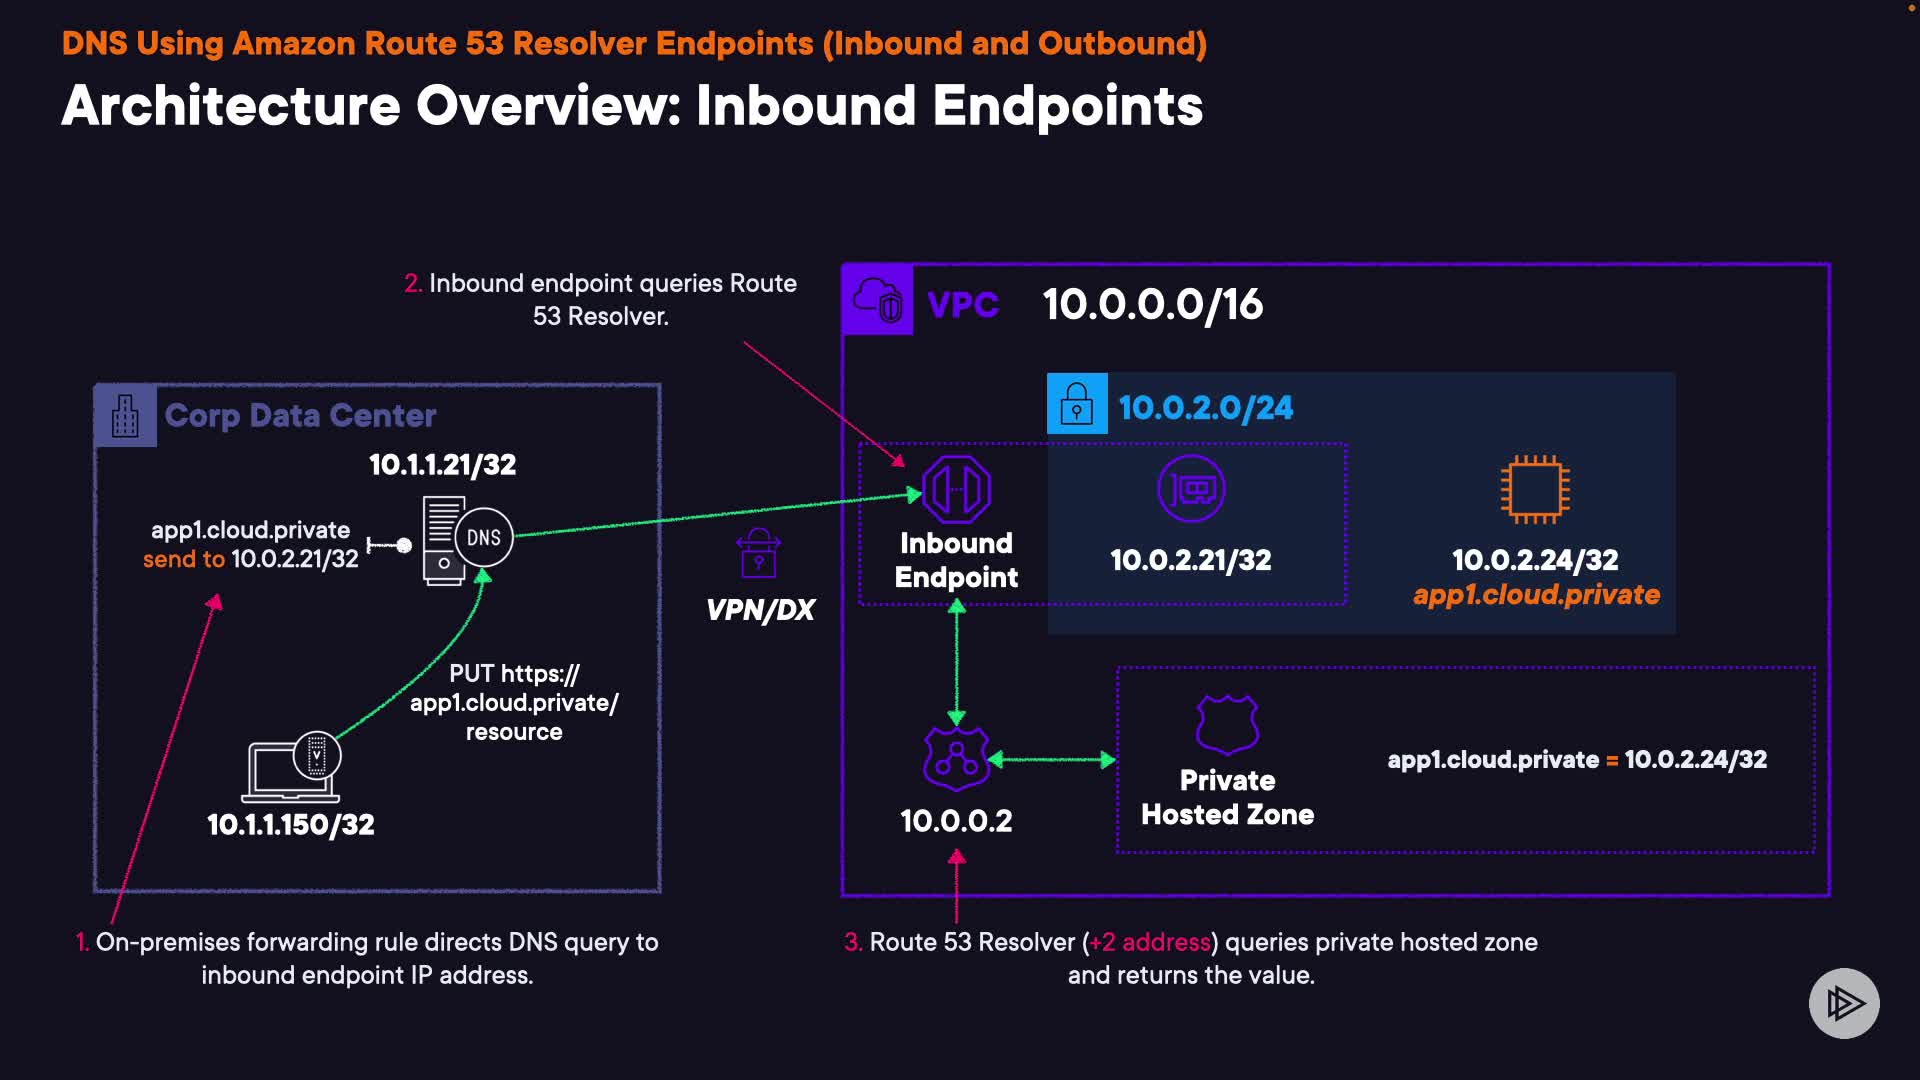 DNS Using Amazon Route 53 Resolver Endpoints (Inbound and Outbound)
Architecture Overview: Inbound Endpoints
2. Inbound endpoint queries Route
53 Resolver.
VPC
10.0.0.0/16
Corp Data Center
10.1.1.21/32
app1.cloud.private
send to 10.0.2.21/32
DNS
PUT https://
app1.cloud.private/
resource
V
10.1.1.150/32
VPN/DX
10.0.2.0/24
Inbound
Endpoint
10.0.2.21/32
10.0.2.24/32
app1.cloud.private
10.0.0.2
Private
Hosted Zone
app1.cloud.private = 10.0.2.24/32
1. On-premises forwarding rule directs DNS query to
inbound endpoint IP address.
3. Route 53 Resolver (+2 address) queries private hosted zone
and returns the value.